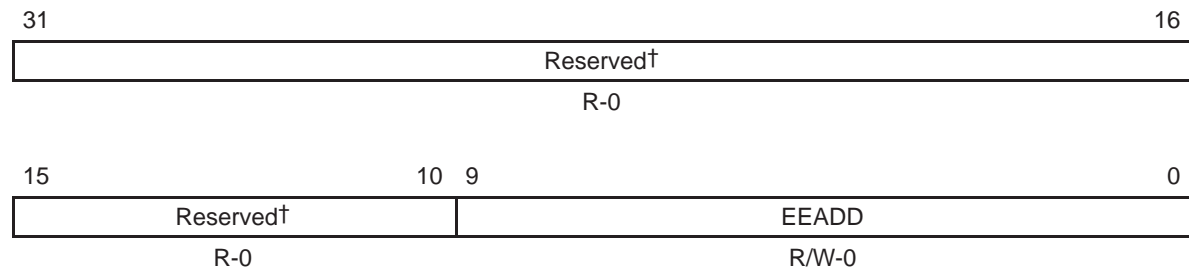 31 16
Reserved†
R-0
15 10 9 0
Reserved† EEADD
R-0 R/W-0